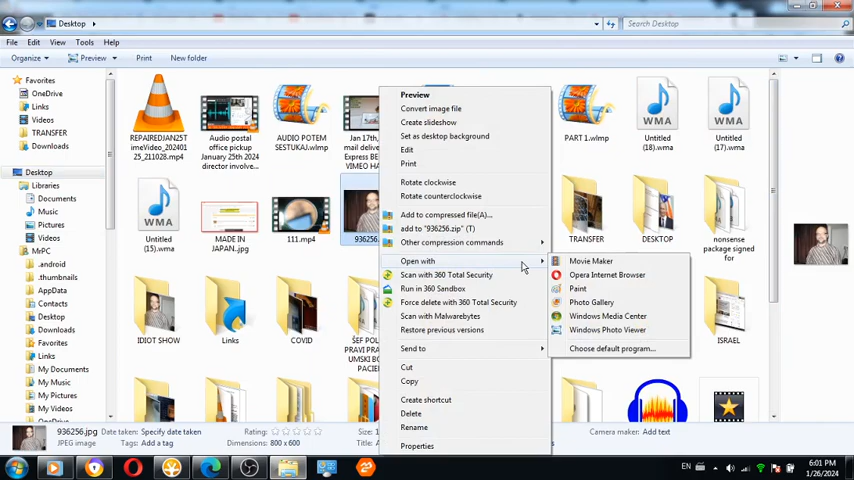 Desktop
Search Desktop
File Edit View Tools Help
Organize Preview Print New folder
Favorites
OneDrive
Links
Videos
TRANSFER
Downloads
Desktop
Libraries
Documents
Music
Pictures
Videos
MrPC
.android
.thumbnails
Contacts
Desktop
Downloads
Favorites
Links
My Documents
My Music
My Pictures
My Videos
OneDrive
REPAIREDJAN25t
imeVideo_2024012
5_211028.mp4
Audio postal
office pickup
January 25th 2024
director involve...
AUDIO POTEM
SESTUKAJ.wlmp
Jan 17th,
mail delive
Express BE
VIMEO HA
PART 1.wlmp
Untitled
(18).wma
Untitled
(17).wma
WMA
WMA
WMA
Untitled
(15).wma
MADE IN
JAPAN.jpg
111.mp4
936256.
TRANSFER
DESKTOP
nonsense
package
signed for
IDIOT SHOW
Links
COVID
ŠEF POL
PRAVI PRA
UMSKI BO
PACIE
ISRAEL
Preview
Convert image file
Create slideshow
Set as desktop background
Edit
Print
Rotate clockwise
Rotate counterclockwise
Add to compressed file(A)...
add to "936256.zip" (T)
Other compression commands
Open with
Scan with 360 Total Security
Run in 360 Sandbox
Force delete with 360 Total Security
Scan with Malwarebytes
Restore previous versions
Send to
Cut
Copy
Create shortcut
Delete
Rename
Properties
Movie Maker
Opera Internet Browser
Paint
Photo Gallery
Windows Media Center
Windows Photo Viewer
Choose default program...
936256.jpg Date taken: Specify date taken Rating:
JPEG image Tags: Add a tag Dimensions: 800 x 600
Camera maker: Add text
EN
6:01 PM
1/26/2024